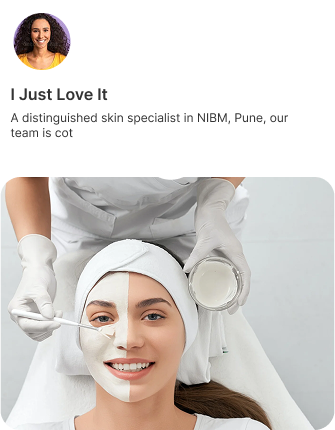 I Just Love It
A distinguished skin specialist in NIBM, Pune, our
team is cot